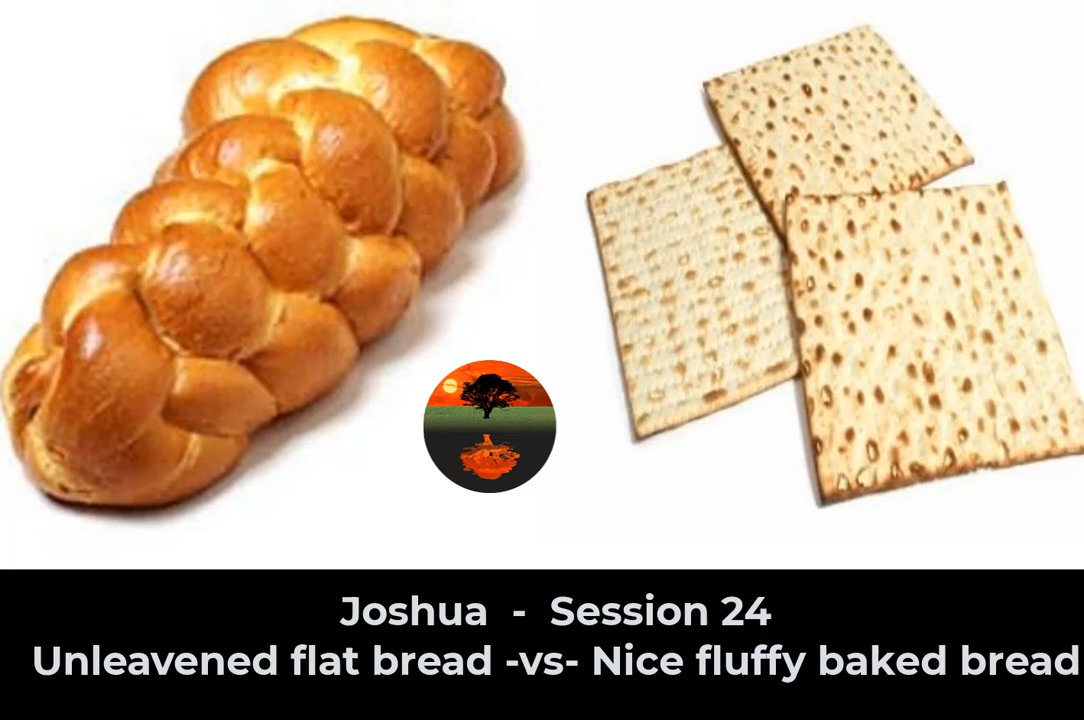 Joshua - Session 24
Unleavened flat bread -vs- Nice fluffy baked bread